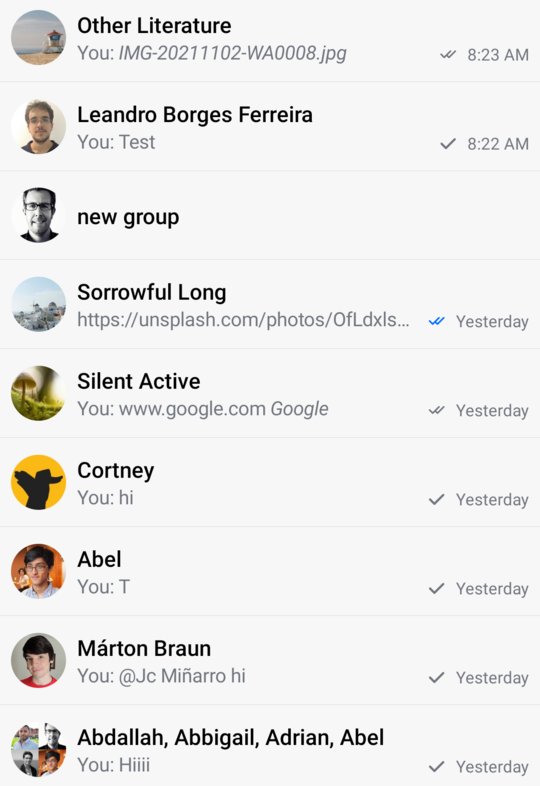 Other Literature
You: IMG-20211102-WA0008.jpg
8:23 AM
Leandro Borges Ferreira
You: Test
8:22 AM
new group
Sorrowful Long
https://unsplash.com/photos/OfLdxls...
Yesterday
Silent Active
You: www.google.com Google
Yesterday
Cortney
You: hi
Yesterday
Abel
You: T
Yesterday
Márton Braun
You: @Jc Miñarro hi
Yesterday
Abdallah, Abbigail, Adrian, Abel
You: Hiiii
Yesterday